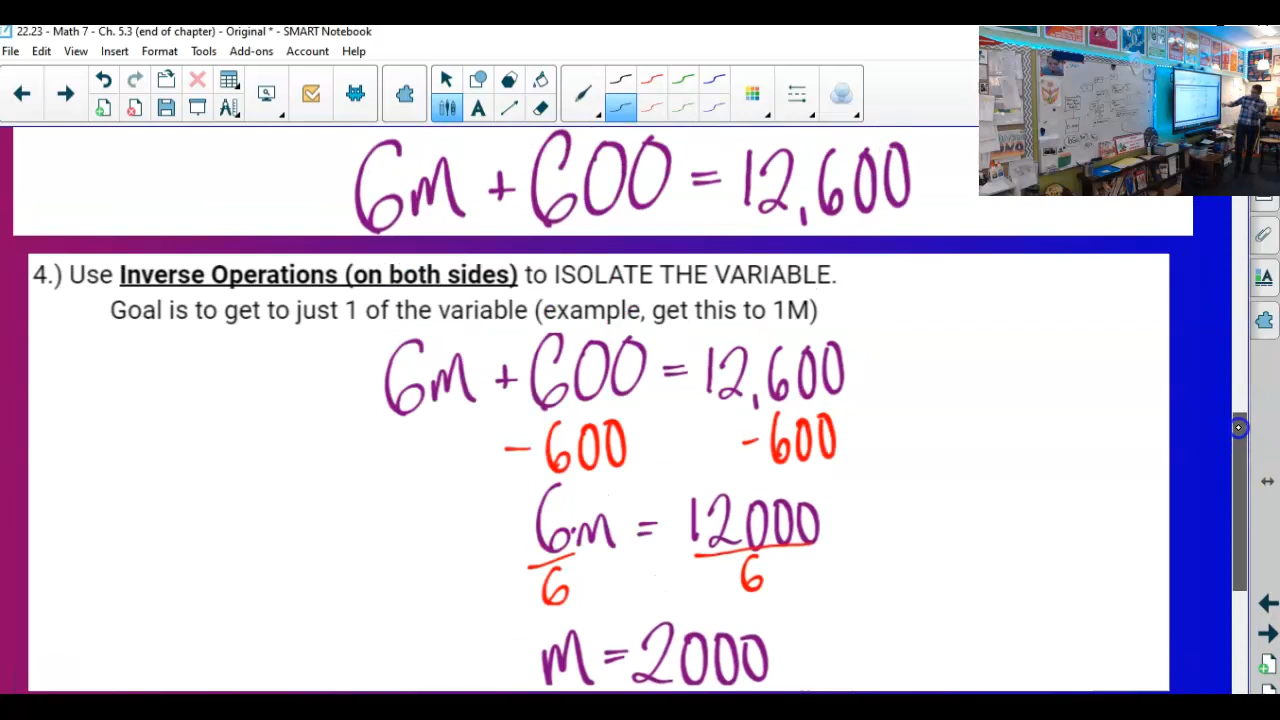 22.23 - Math 7 - Ch. 5.3 (end of chapter) - Original * - SMART Notebook
File Edit View Insert Format Tools Add-ons Account Help
6m + 600 = 12,600
4.) Use Inverse Operations (on both sides) to ISOLATE THE VARIABLE.
Goal is to get to just 1 of the variable (example, get this to 1M)
6m + 600 = 12,600
- 600 - 600
6·m = 12000
6 6
m = 2000